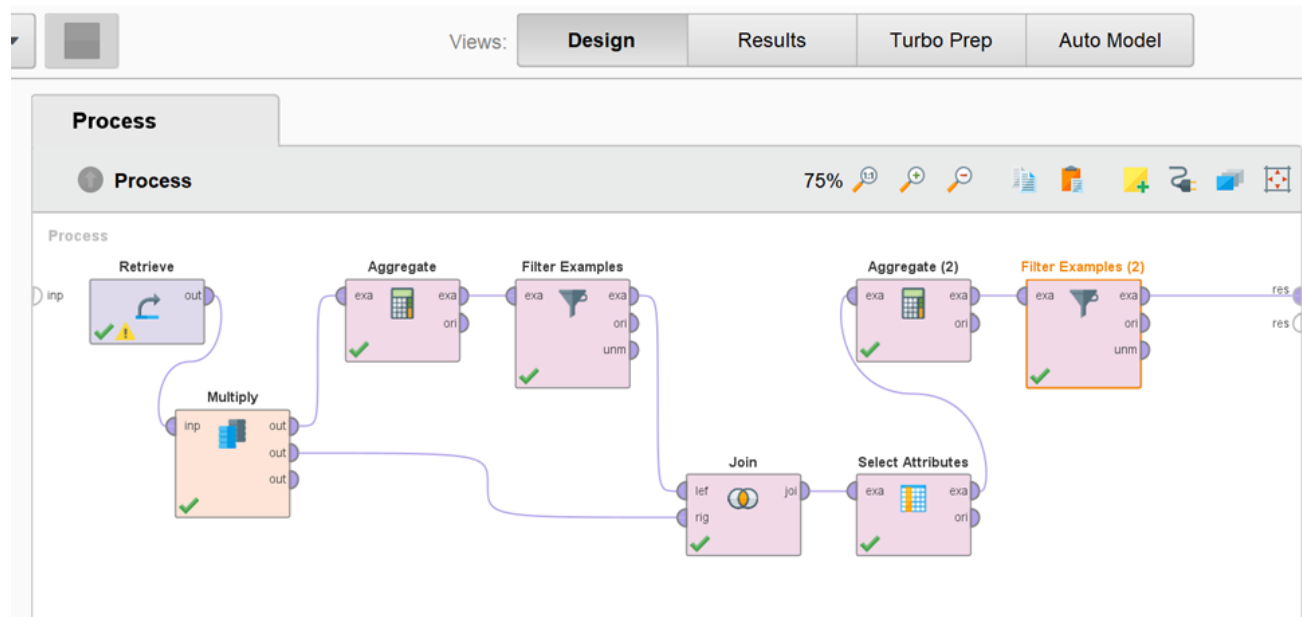 Views: Design Results Turbo Prep Auto Model
Process
Process
75%
1:1
Process
Retrieve
inp
out
Aggregate
exa exa
ori
Filter Examples
exa exa
ori
unm
Aggregate (2)
exa exa
ori
Filter Examples (2)
exa exa
ori
unm
res
res
Multiply
inp out
out
out
Join
lef joi
rig
Select Attributes
exa exa
ori